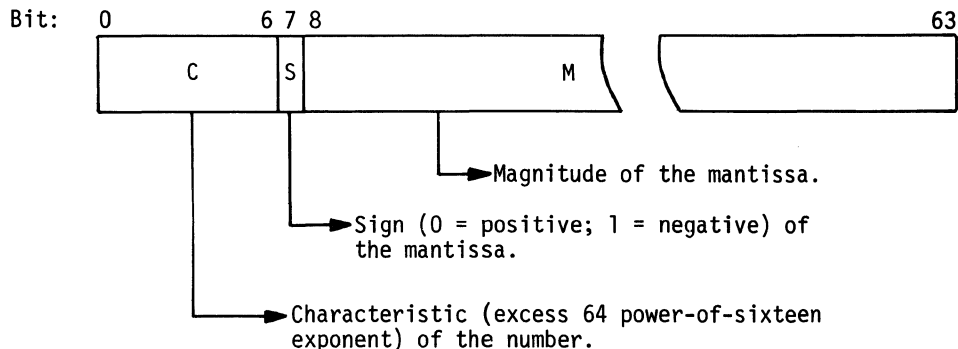 Bit: 0 6 7 8 63
C S M
Magnitude of the mantissa.
Sign (0 = positive; 1 = negative) of
the mantissa.
Characteristic (excess 64 power-of-sixteen
exponent) of the number.